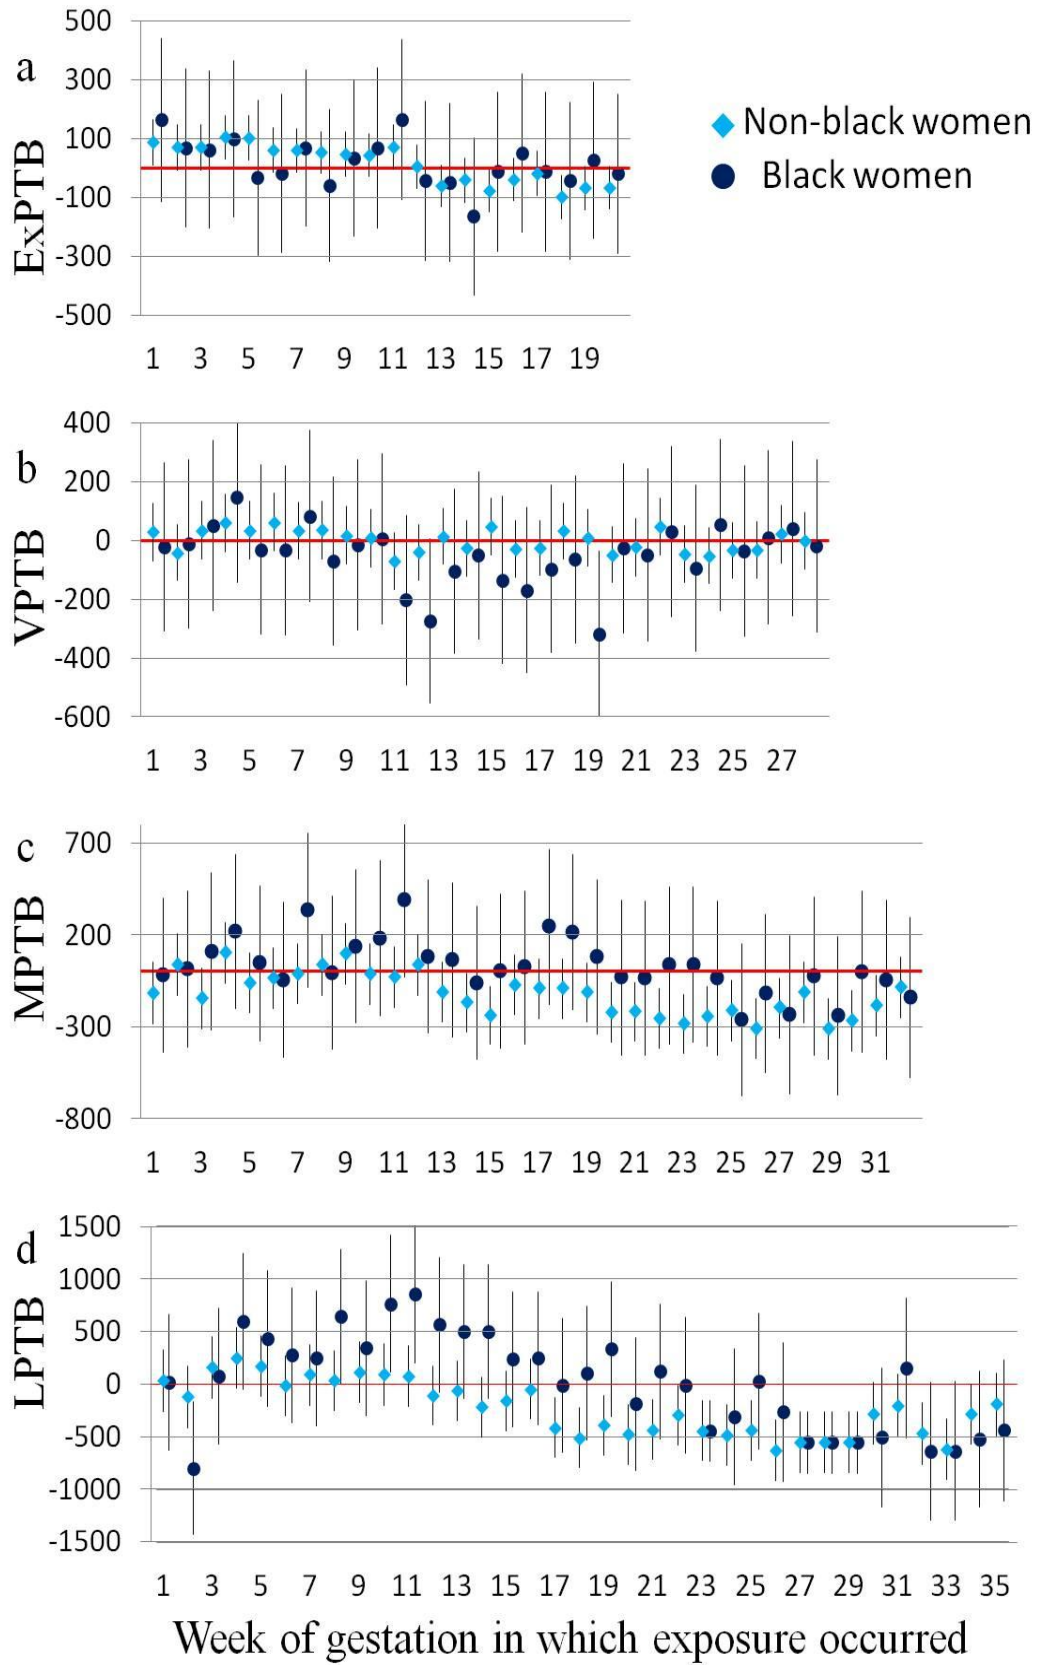 500
a
300
100
-100
-300
-500
ExPTB
1 3 5 7 9 11 13 15 17 19
Non-black women
Black women
400
b
200
0
-200
-400
-600
VPTB
1 3 5 7 9 11 13 15 17 19 21 23 25 27
c
700
200
-300
-800
MPTB
1 3 5 7 9 11 13 15 17 19 21 23 25 27 29 31
1500
d
1000
500
0
-500
-1000
-1500
LPTB
1 3 5 7 9 11 13 15 17 19 21 23 25 27 29 31 33 35
Week of gestation in which exposure occurred